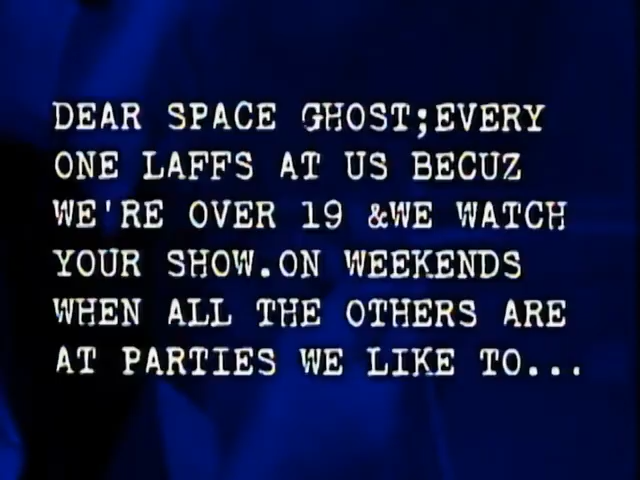 DEAR SPACE GHOST;EVERY
ONE LAFFS AT US BECUZ
WE'RE OVER 19 &WE WATCH
YOUR SHOW.ON WEEKENDS
WHEN ALL THE OTHERS ARE
AT PARTIES WE LIKE TO...